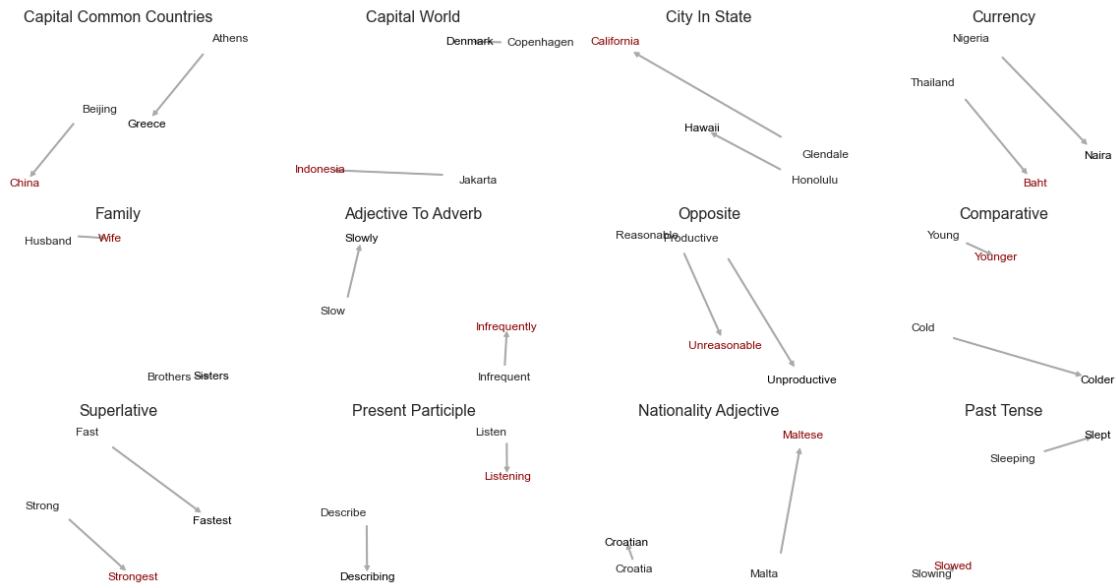 Capital Common Countries
Athens
Beijing
Greece
China
Capital World
Denmark
Copenhagen
Indonesia
Jakarta
City In State
California
Hawaii
Glendale
Honolulu
Currency
Nigeria
Thailand
Naira
Baht
Family
Husband
Wife
Brothers
Sisters
Adjective To Adverb
Slowly
Slow
Infrequently
Infrequent
Opposite
Reasonable
Productive
Unreasonable
Unproductive
Comparative
Young
Younger
Cold
Colder
Superlative
Fast
Strong
Fastest
Strongest
Present Participle
Listen
Listening
Describe
Describing
Nationality Adjective
Maltese
Croatian
Croatia
Malta
Past Tense
Slept
Sleeping
Slowed
Slowing